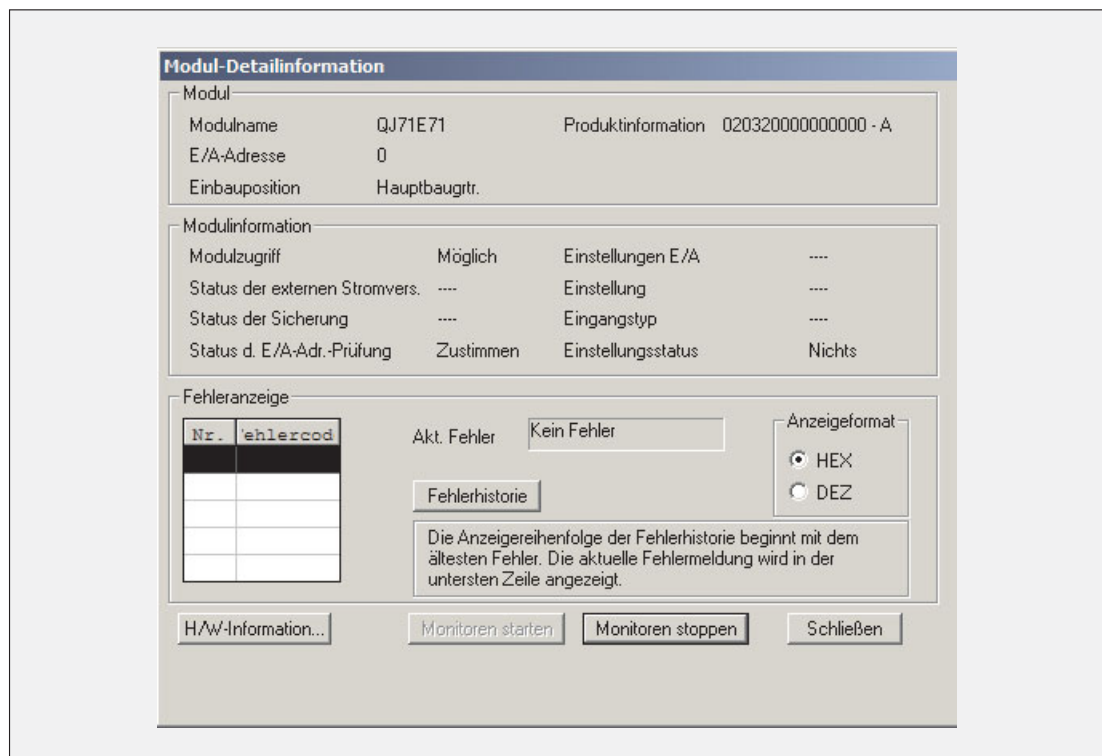 Modul-Detailinformation
Modul
Modulname QJ71E71 Produktinformation 020320000000000 - A
E/A-Adresse 0
Einbauposition Hauptbaugrtr.
Modulinformation
Modulzugriff Möglich Einstellungen E/A ----
Status der externen Stromvers. ---- Einstellung ----
Status der Sicherung ---- Eingangstyp ----
Status d. E/A-Adr.-Prüfung Zustimmen Einstellungsstatus Nichts
Fehleranzeige
Nr. ehlercod
Akt. Fehler Kein Fehler
Anzeigeformat
HEX
DEZ
Fehlerhistorie
Die Anzeigereihenfolge der Fehlerhistorie beginnt mit dem
ältesten Fehler. Die aktuelle Fehlermeldung wird in der
untersten Zeile angezeigt.
H/W-Information... Monitoren starten Monitoren stoppen Schließen